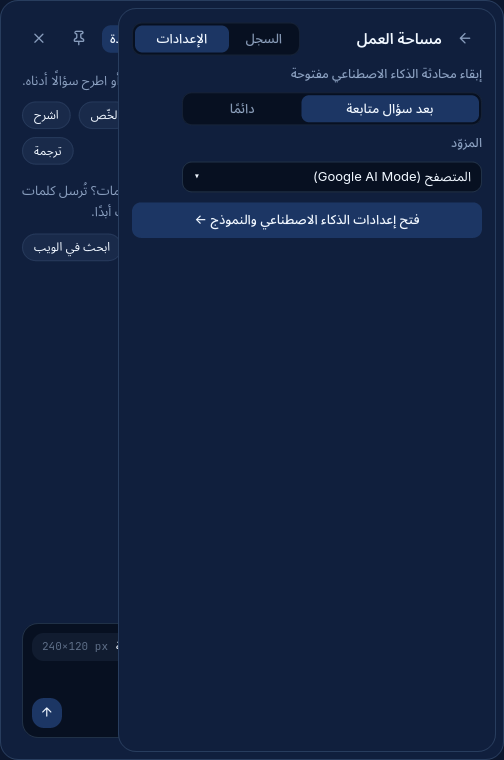 مساحة العمل
السجل
الإعدادات
إبقاء محادثة الذكاء الاصطناعي مفتوحة
بعد سؤال متابعة
دائمًا
المزوّد
المتصفح (Google AI Mode)
فتح إعدادات الذكاء الاصطناعي والنموذج ←
أو اطرح سؤالًا أدناه.
لخّص
اشرح
ترجمة
تُرسل كلمات
أبدًا.
ابحث في الويب
240×120 px